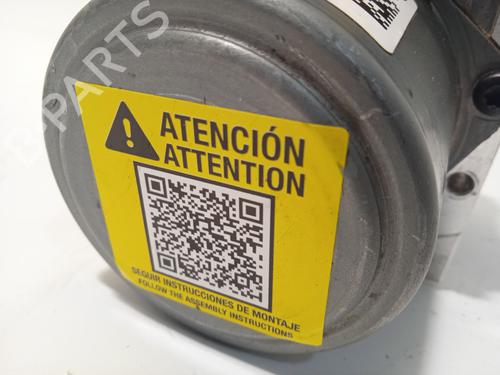 ATENCIÓN
ATTENTION
SEGUIR INSTRUCCIONES DE MONTAJE
FOLLOW THE ASSEMBLY INSTRUCTIONS
B-PARTS